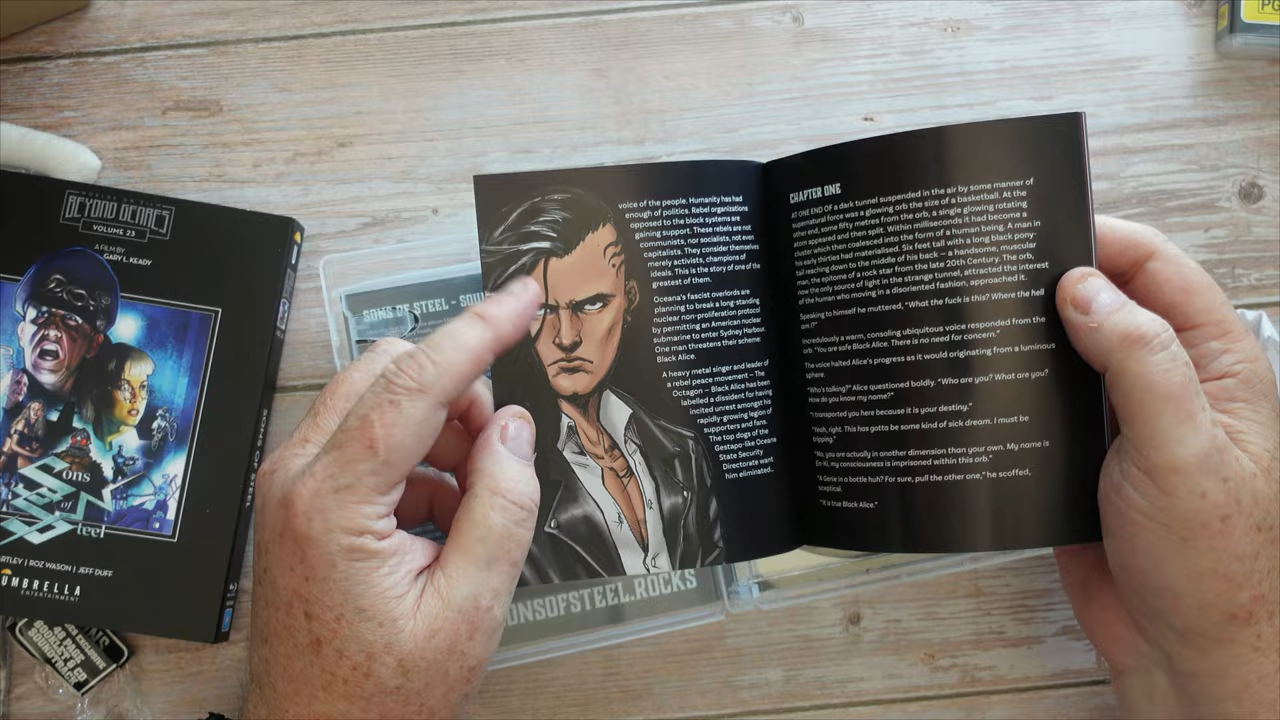 WORLDS ON FILM
BEYOND GENRES
VOLUME 23
A FILM BY
GARY L. KEADY
Sons
of
Steel
ARTLEY | ROZ WASON | JEFF DUFF
UMBRELLA
ENTERTAINMENT
SONS OF STEEL
48 PAGE
BOOKLET & CD
SOUNDTRACK
PG
SONS OF STEEL - SOU
ONSOFSTEEL.ROCKS
voice of the people. Humanity has had
enough of politics. Rebel organizations
opposed to the block systems are
gaining support. These rebels are not
communists, nor socialists, not even
capitalists. They consider themselves
merely activists, champions of
ideals. This is the story of one of the
greatest of them.
Oceana's fascist overlords are
planning to break a long-standing
nuclear non-proliferation protocol
by permitting an American nuclear
submarine to enter Sydney Harbour.
One man threatens their scheme:
Black Alice.
A heavy metal singer and leader of
a rebel peace movement – The
Octagon – Black Alice has been
labelled a dissident for having
incited unrest amongst his
rapidly-growing legion of
supporters and fans.
The top dogs of the
Gestapo-like Oceana
State Security
Directorate want
him eliminated..
CHAPTER ONE
AT ONE END OF a dark tunnel suspended in the air by some manner of
supernatural force was a glowing orb the size of a basketball. At the
other end, some fifty metres from the orb, a single glowing rotating
atom appeared and then split. Within milliseconds it had become a
cluster which then coalesced into the form of a human being. A man in
his early thirties had materialised. Six feet tall with a long black pony-
tail reaching down to the middle of his back – a handsome, muscular
man, the epitome of a rock star from the late 20th Century. The orb,
now the only source of light in the strange tunnel, attracted the interest
of the human who moving in a disoriented fashion, approached it.
Speaking to himself he muttered, "What the fuck is this? Where the hell
am I?"
Incredulously a warm, consoling ubiquitous voice responded from the
orb. "You are safe Black Alice. There is no need for concern."
The voice halted Alice's progress as it would originating from a luminous
sphere.
"Who's talking?" Alice questioned boldly. "Who are you? What are you?
How do you know my name?"
"I transported you here because it is your destiny."
"Yeah, right. This has gotta be some kind of sick dream. I must be
tripping."
"No, you are actually in another dimension than your own. My name is
En-Ki, my consciousness is imprisoned within this orb."
"A Genie in a bottle huh? For sure, pull the other one," he scoffed,
sceptical.
"It is true Black Alice."